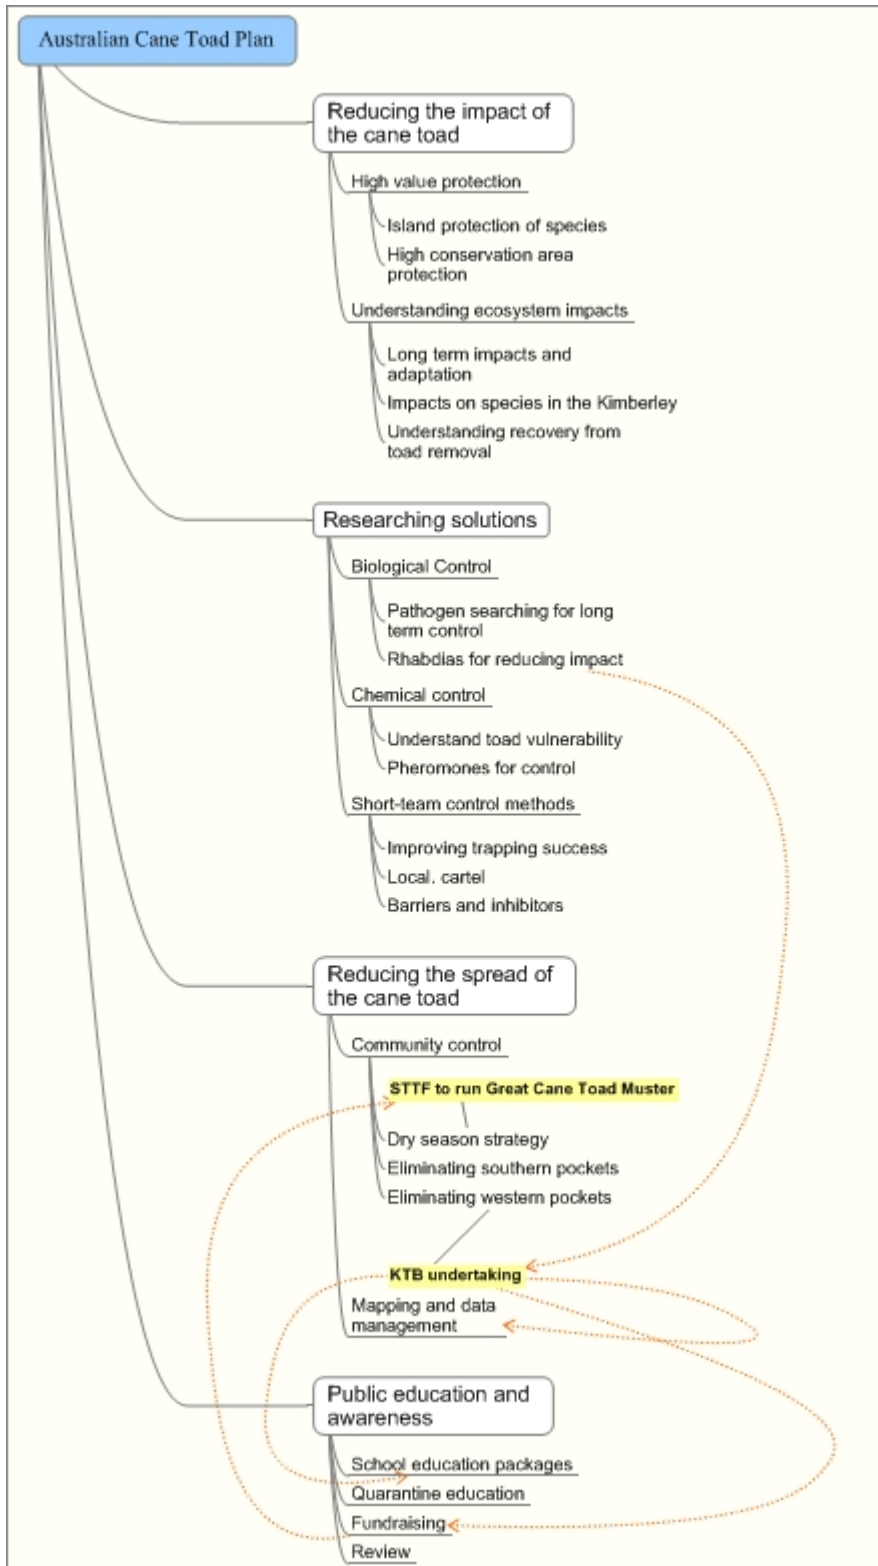 Australian Cane Toad Plan
Reducing the impact of
the cane toad
High value protection
Island protection of species
High conservation area
protection
Understanding ecosystem impacts
Long term impacts and
adaptation
Impacts on species in the Kimberley
Understanding recovery from
toad removal
Researching solutions
Biological Control
Pathogen searching for long
term control
Rhabdias for reducing impact
Chemical control
Understand toad vulnerability
Pheromones for control
Short-team control methods
Improving trapping success
Local. cartel
Barriers and inhibitors
Reducing the spread of
the cane toad
Community control
STTF to run Great Cane Toad Muster
Dry season strategy
Eliminating southern pockets
Eliminating western pockets
KTB undertaking
Mapping and data
management
Public education and
awareness
School education packages
Quarantine education
Fundraising
Review